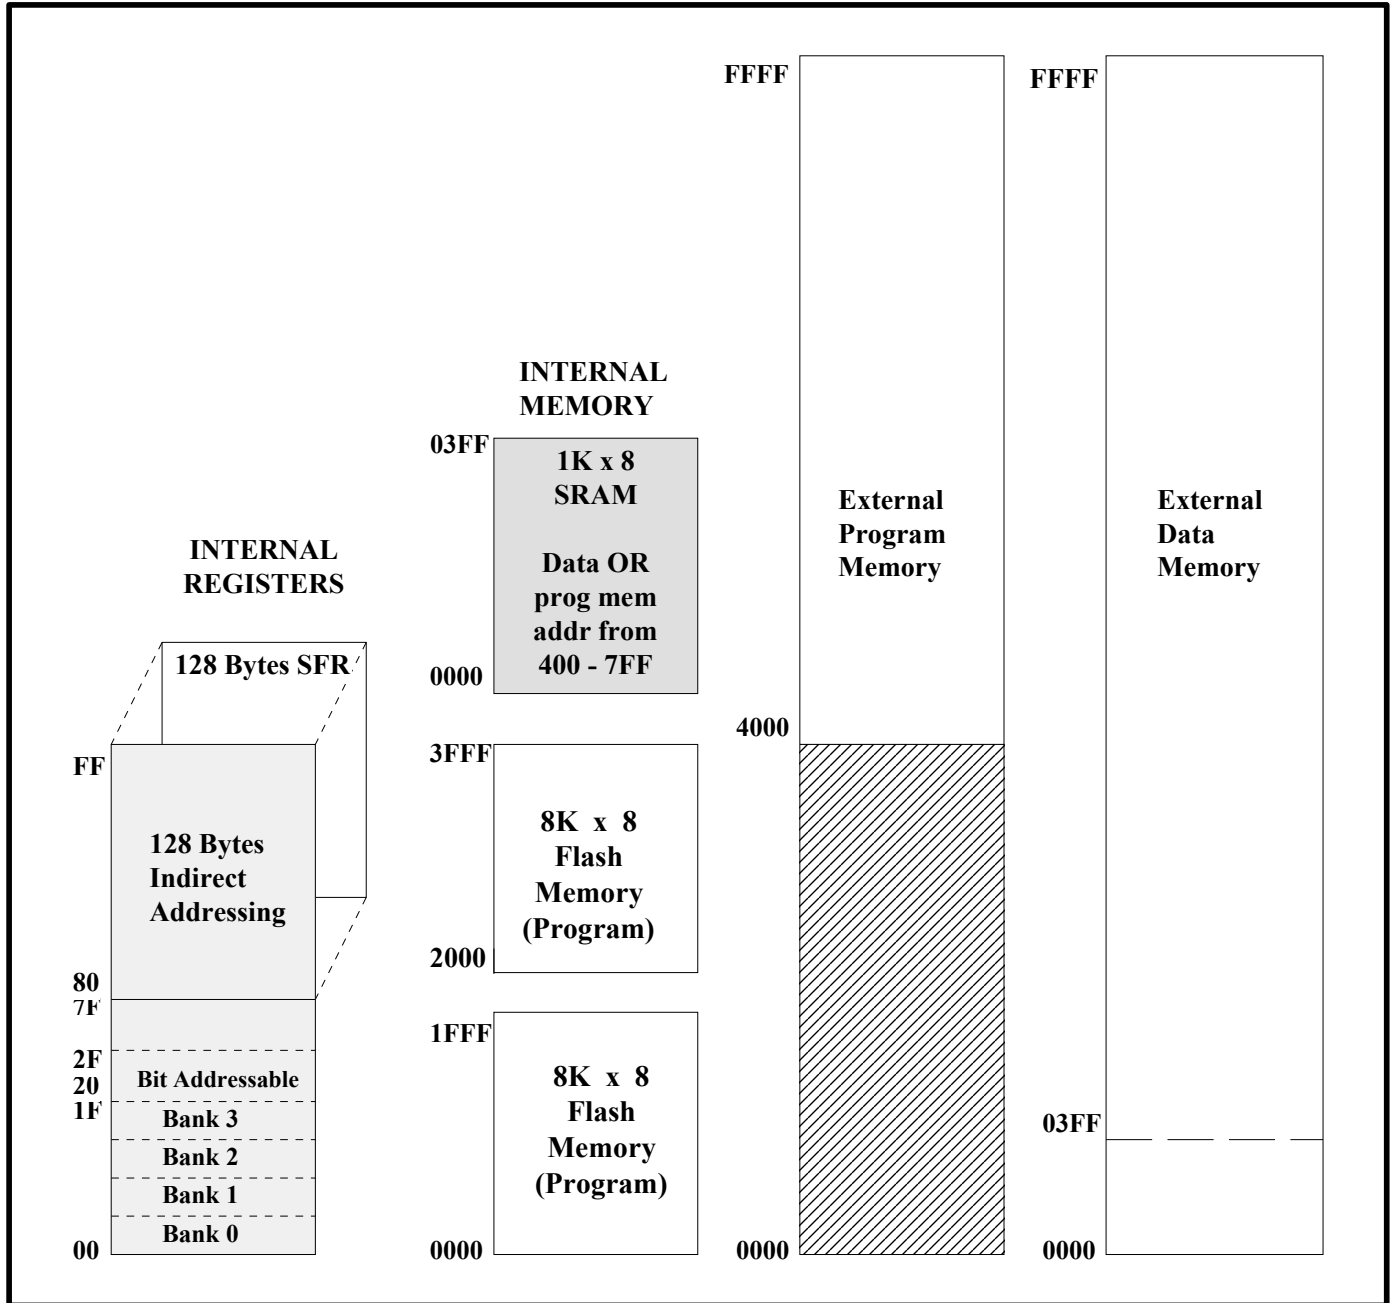 INTERNAL
REGISTERS
128 Bytes SFR
FF
128 Bytes
Indirect
Addressing
80
7F
2F
20
Bit Addressable
1F
Bank 3
Bank 2
Bank 1
Bank 0
00
INTERNAL
MEMORY
03FF
1K x 8
SRAM
Data OR
prog mem
addr from
400 - 7FF
0000
3FFF
8K x 8
Flash
Memory
(Program)
2000
1FFF
8K x 8
Flash
Memory
(Program)
0000
FFFF
External
Program
Memory
4000
0000
FFFF
External
Data
Memory
03FF
0000